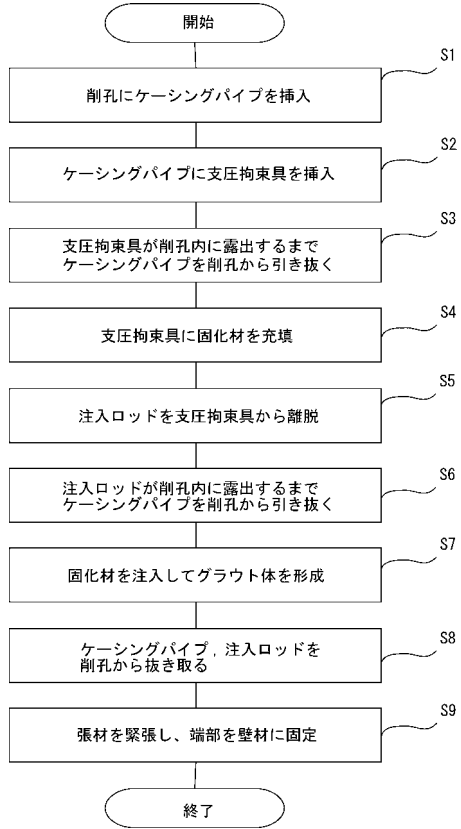 開始
S1
削孔にケーシングパイプを挿入
S2
ケーシングパイプに支圧拘束具を挿入
S3
支圧拘束具が削孔内に露出するまで
ケーシングパイプを削孔から引き抜く
S4
支圧拘束具に固化材を充填
S5
注入ロッドを支圧拘束具から離脱
S6
注入ロッドが削孔内に露出するまで
ケーシングパイプを削孔から引き抜く
S7
固化材を注入してグラウト体を形成
S8
ケーシングパイプ,注入ロッドを
削孔から抜き取る
S9
張材を緊張し、端部を壁材に固定
終了